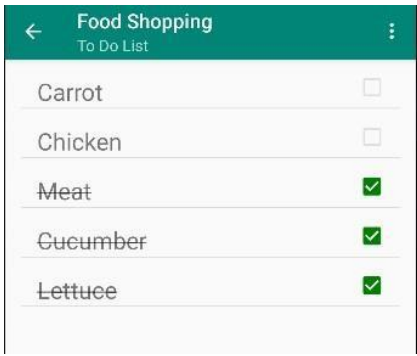 Food Shopping
To Do List
Carrot
Chicken
Meat
Cucumber
Lettuce